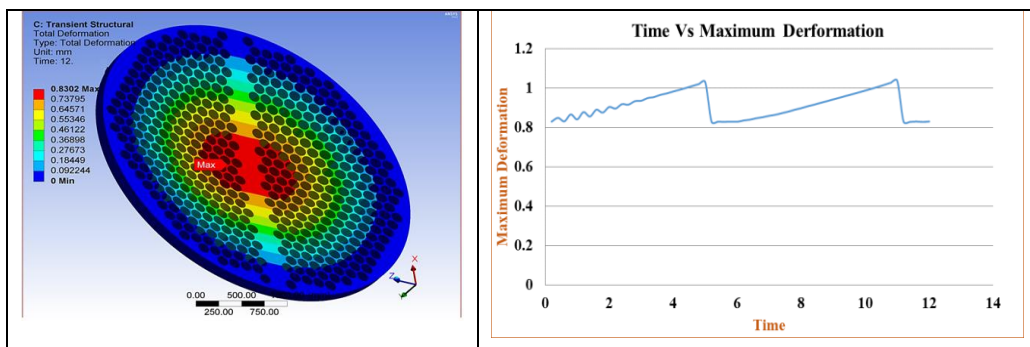 C: Transient Structural
Total Deformation
Type: Total Deformation
Unit: mm
Time: 12.
0.8302 Max
0.73795
0.64571
0.55346
0.46122
0.36898
0.27673
0.18449
0.092244
0 Min
Max
0.00
500.00
250.00
750.00
X
Z
Y
Time Vs Maximum Derformation
Maximum Deformation
1.2
1
0.8
0.6
0.4
0.2
0
0 2 4 6 8 10 12 14
Time